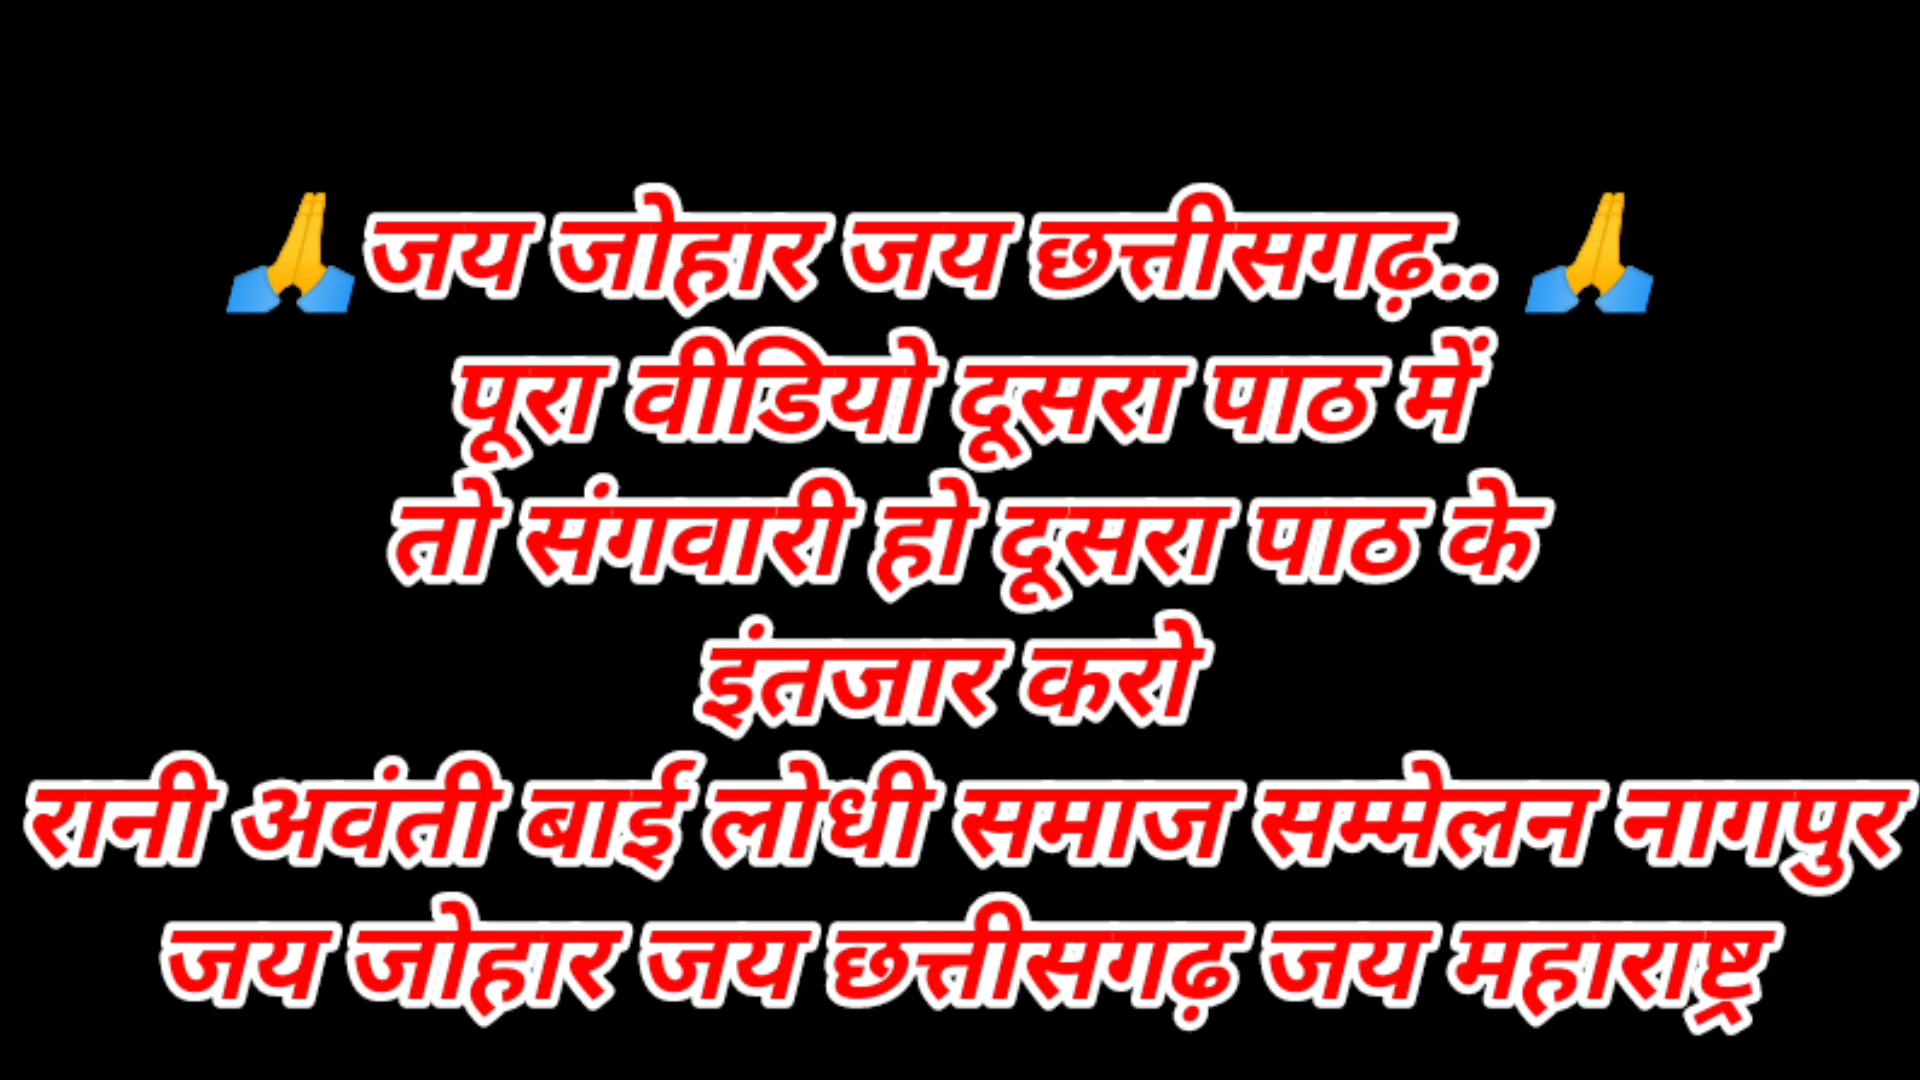 🙏जय जोहार जय छत्तीसगढ़.. 🙏
पूरा वीडियो दूसरा पाठ में
तो संगवारी हो दूसरा पाठ के
इंतजार करो
रानी अवंती बाई लोधी समाज सम्मेलन नागपुर
जय जोहार जय छत्तीसगढ़ जय महाराष्ट्र